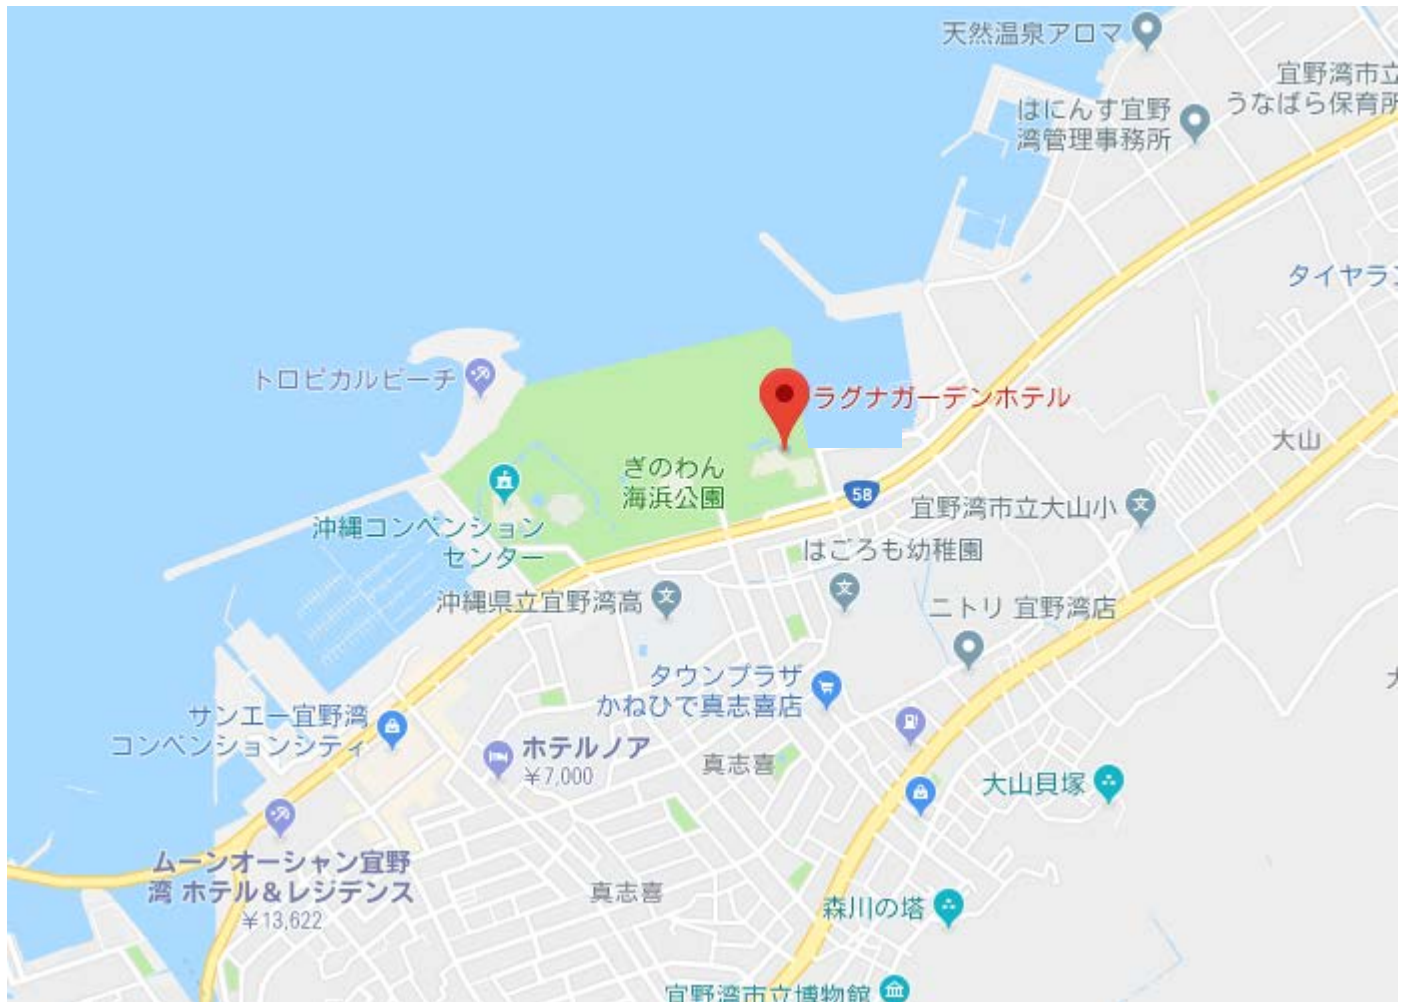 天然温泉アロマ
宜野湾市立
うなばら保育所
はにんす宜野
湾管理事務所
タイヤラン
トロピカルビーチ
ラグナガーデンホテル
大山
ぎのわん
海浜公園
58
宜野湾市立大山小
沖縄コンベンション
センター
はごろも幼稚園
沖縄県立宜野湾高
ニトリ 宜野湾店
タウンプラザ
かねひで真志喜店
サンエー宜野湾
コンベンションシティ
ホテルノア
¥7,000
真志喜
大山貝塚
ムーンオーシャン宜野
湾 ホテル&レジデンス
¥13,622
真志喜
森川の塔
宜野湾市立博物館
文
文
文